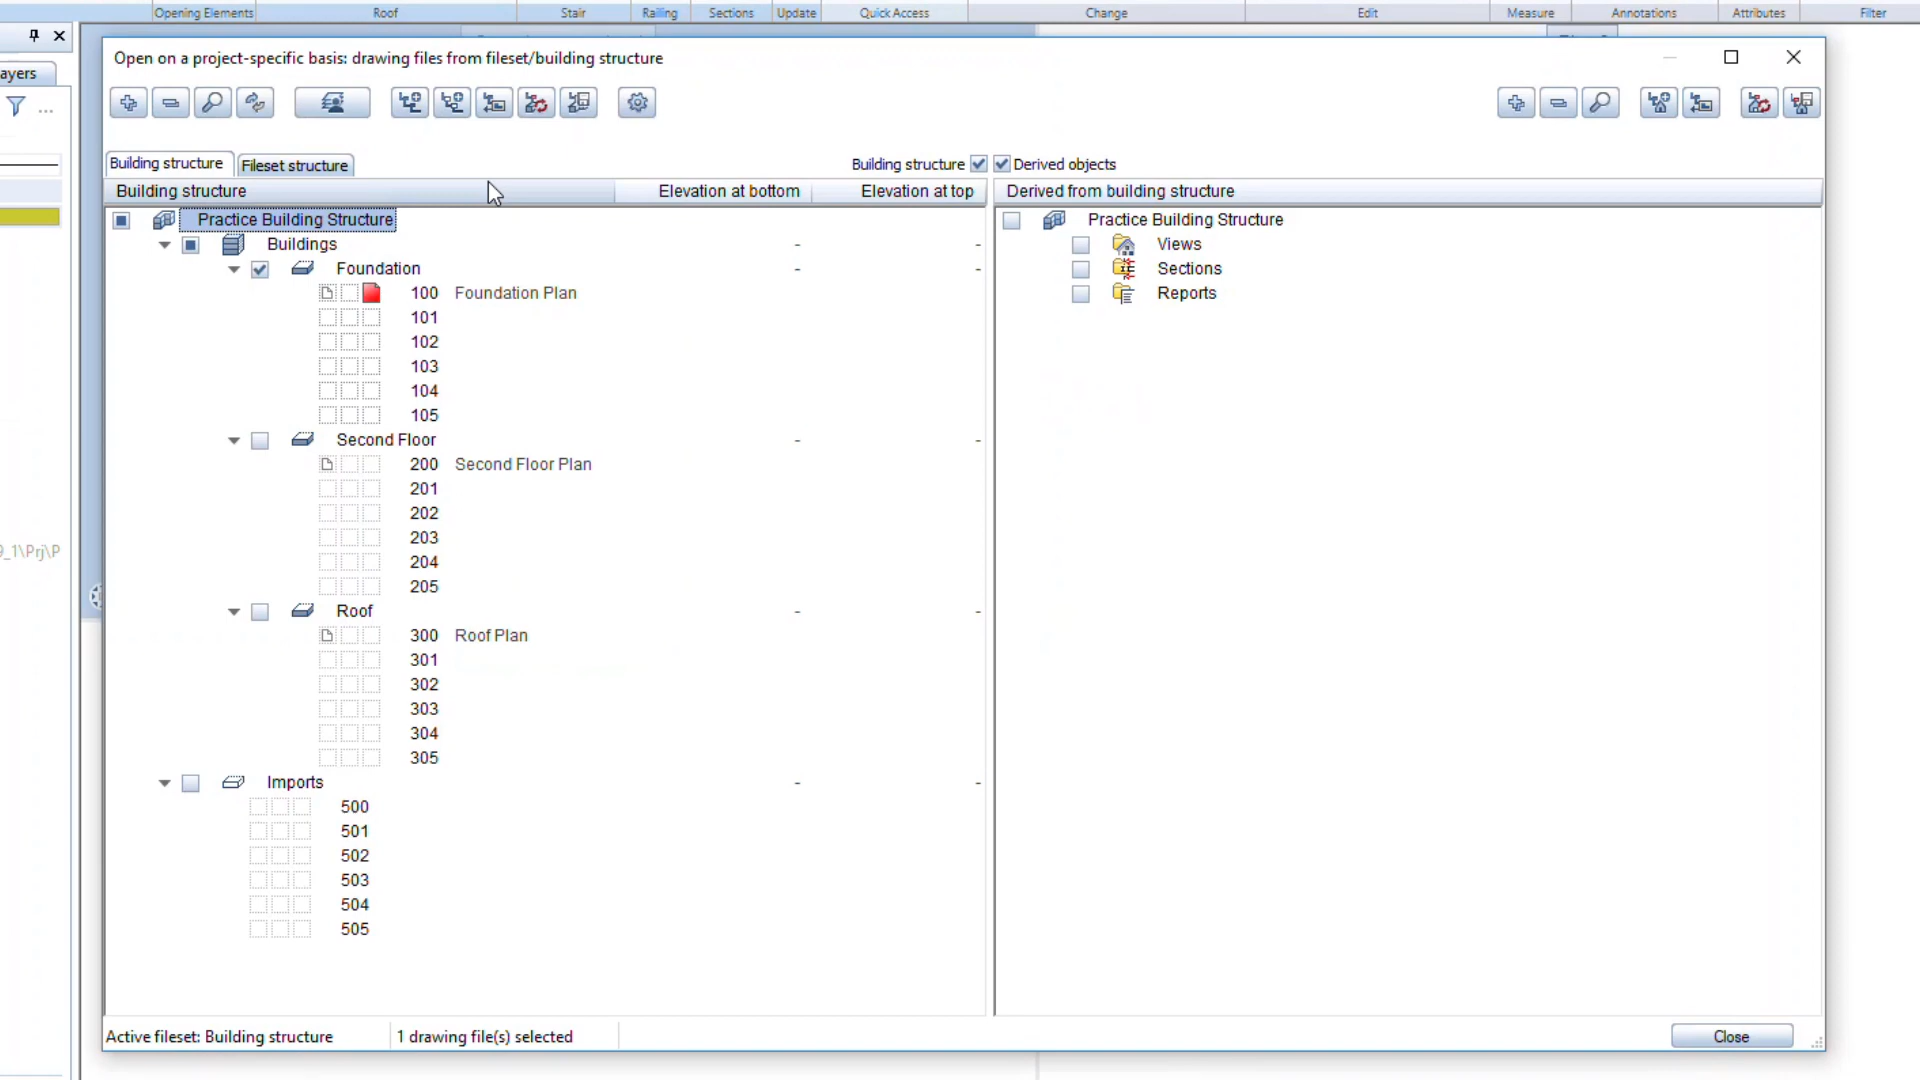 Opening Elements Roof Stair Railing Sections Update Quick Access Change Edit Measure Annotations Attributes Filter
Open on a project-specific basis: drawing files from fileset/building structure
ayers
...
Building structure Fileset structure Building structure Derived objects
Building structure Elevation at bottom Elevation at top Derived from building structure
Practice Building Structure Practice Building Structure
Buildings - - Views
Foundation - - Sections
100 Foundation Plan Reports
101
102
103
104
105
Second Floor - -
200 Second Floor Plan
201
202
203
9_1\Prj\P
204
205
Roof - -
300 Roof Plan
301
302
303
304
305
Imports - -
500
501
502
503
504
505
Active fileset: Building structure 1 drawing file(s) selected Close